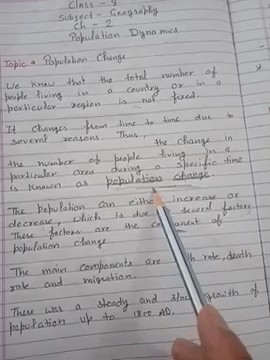 Class - 8
Subject - Geography
Ch - 2
Population Dynamics
Topic Population Change
We know that the total number of
people living in a country or in a
particular region is not fixed.
It changes from time to time due to
several reasons. Thus, the change in
the number of people living in a
particular area during a specific time
is known as population change.
The population can either increase or
decrease, which is due to several factors
These factors are the component of
population change
The main components are rate, death
rate and migration.
There was a steady and slow growth of
population up to 1800 AD.